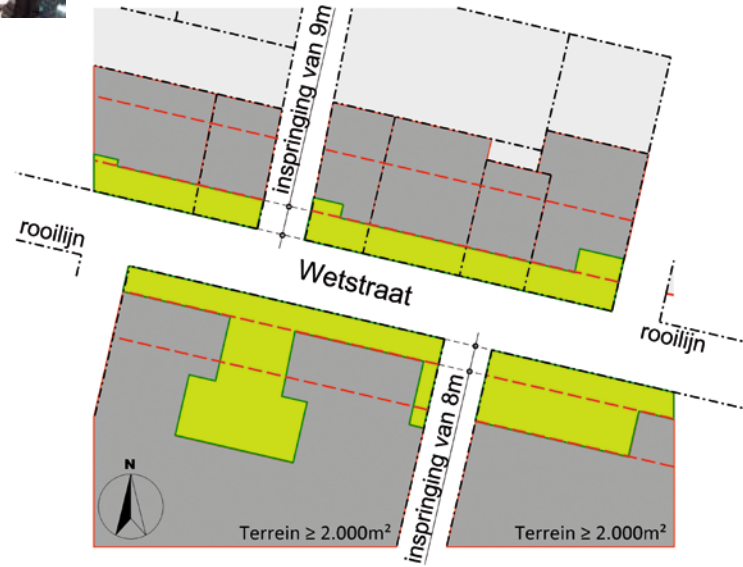 inspringing van 9m
rooilijn
Wetstraat
rooilijn
inspringing van 8m
N
Terrein ≥ 2.000m²
Terrein ≥ 2.000m²